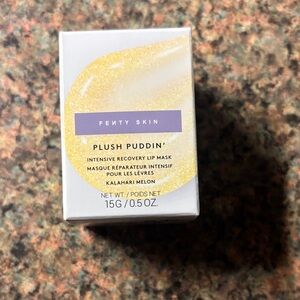 FEИTY SKIN
PLUSH PUDDIN'
INTENSIVE RECOVERY LIP MASK
MASQUE RÉPARATEUR INTENSIF
POUR LES LÈVRES
KALAHARI MELON
NET WT. / POIDS NET
15G / 0.5 OZ.